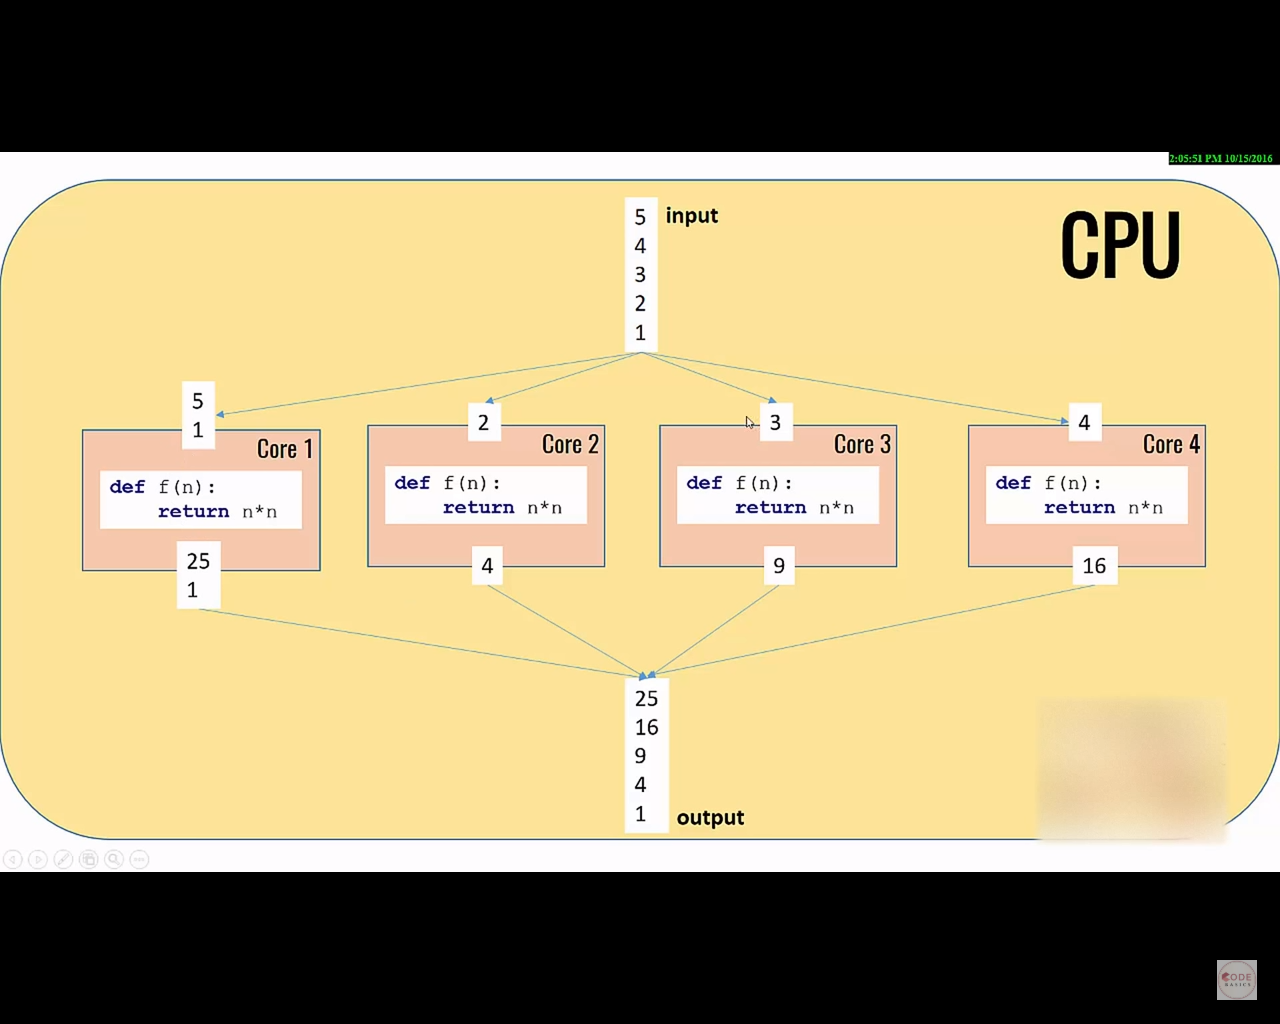 2:05:51 PM 10/15/2016
CPU
input
5
4
3
2
1
5
1
Core 1
def f(n):
return n*n
25
1
2
Core 2
def f(n):
return n*n
4
3
Core 3
def f(n):
return n*n
9
4
Core 4
def f(n):
return n*n
16
25
16
9
4
1
output
CODE
BASICS